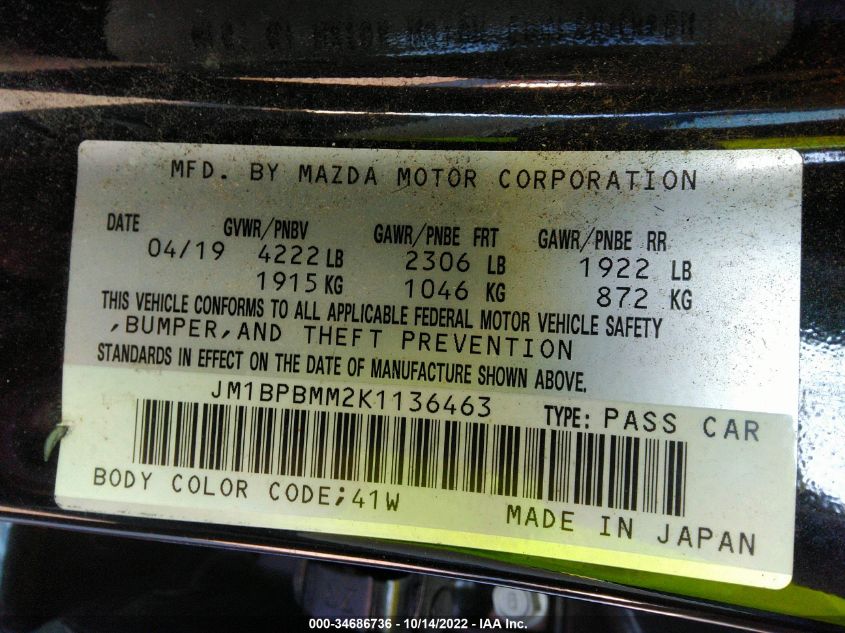 MFD. BY MAZDA MOTOR CORPORATION
DATE GVWR/PNBV GAWR/PNBE FRT GAWR/PNBE RR
04/19 4222 LB 2306 LB 1922 LB
1915 KG 1046 KG 872 KG
THIS VEHICLE CONFORMS TO ALL APPLICABLE FEDERAL MOTOR VEHICLE SAFETY
,BUMPER,AND THEFT PREVENTION
STANDARDS IN EFFECT ON THE DATE OF MANUFACTURE SHOWN ABOVE.
JM1BPBMM2K1136463 TYPE: PASS CAR
BODY COLOR CODE;41W
MADE IN JAPAN
000-34686736 - 10/14/2022 - IAA Inc.